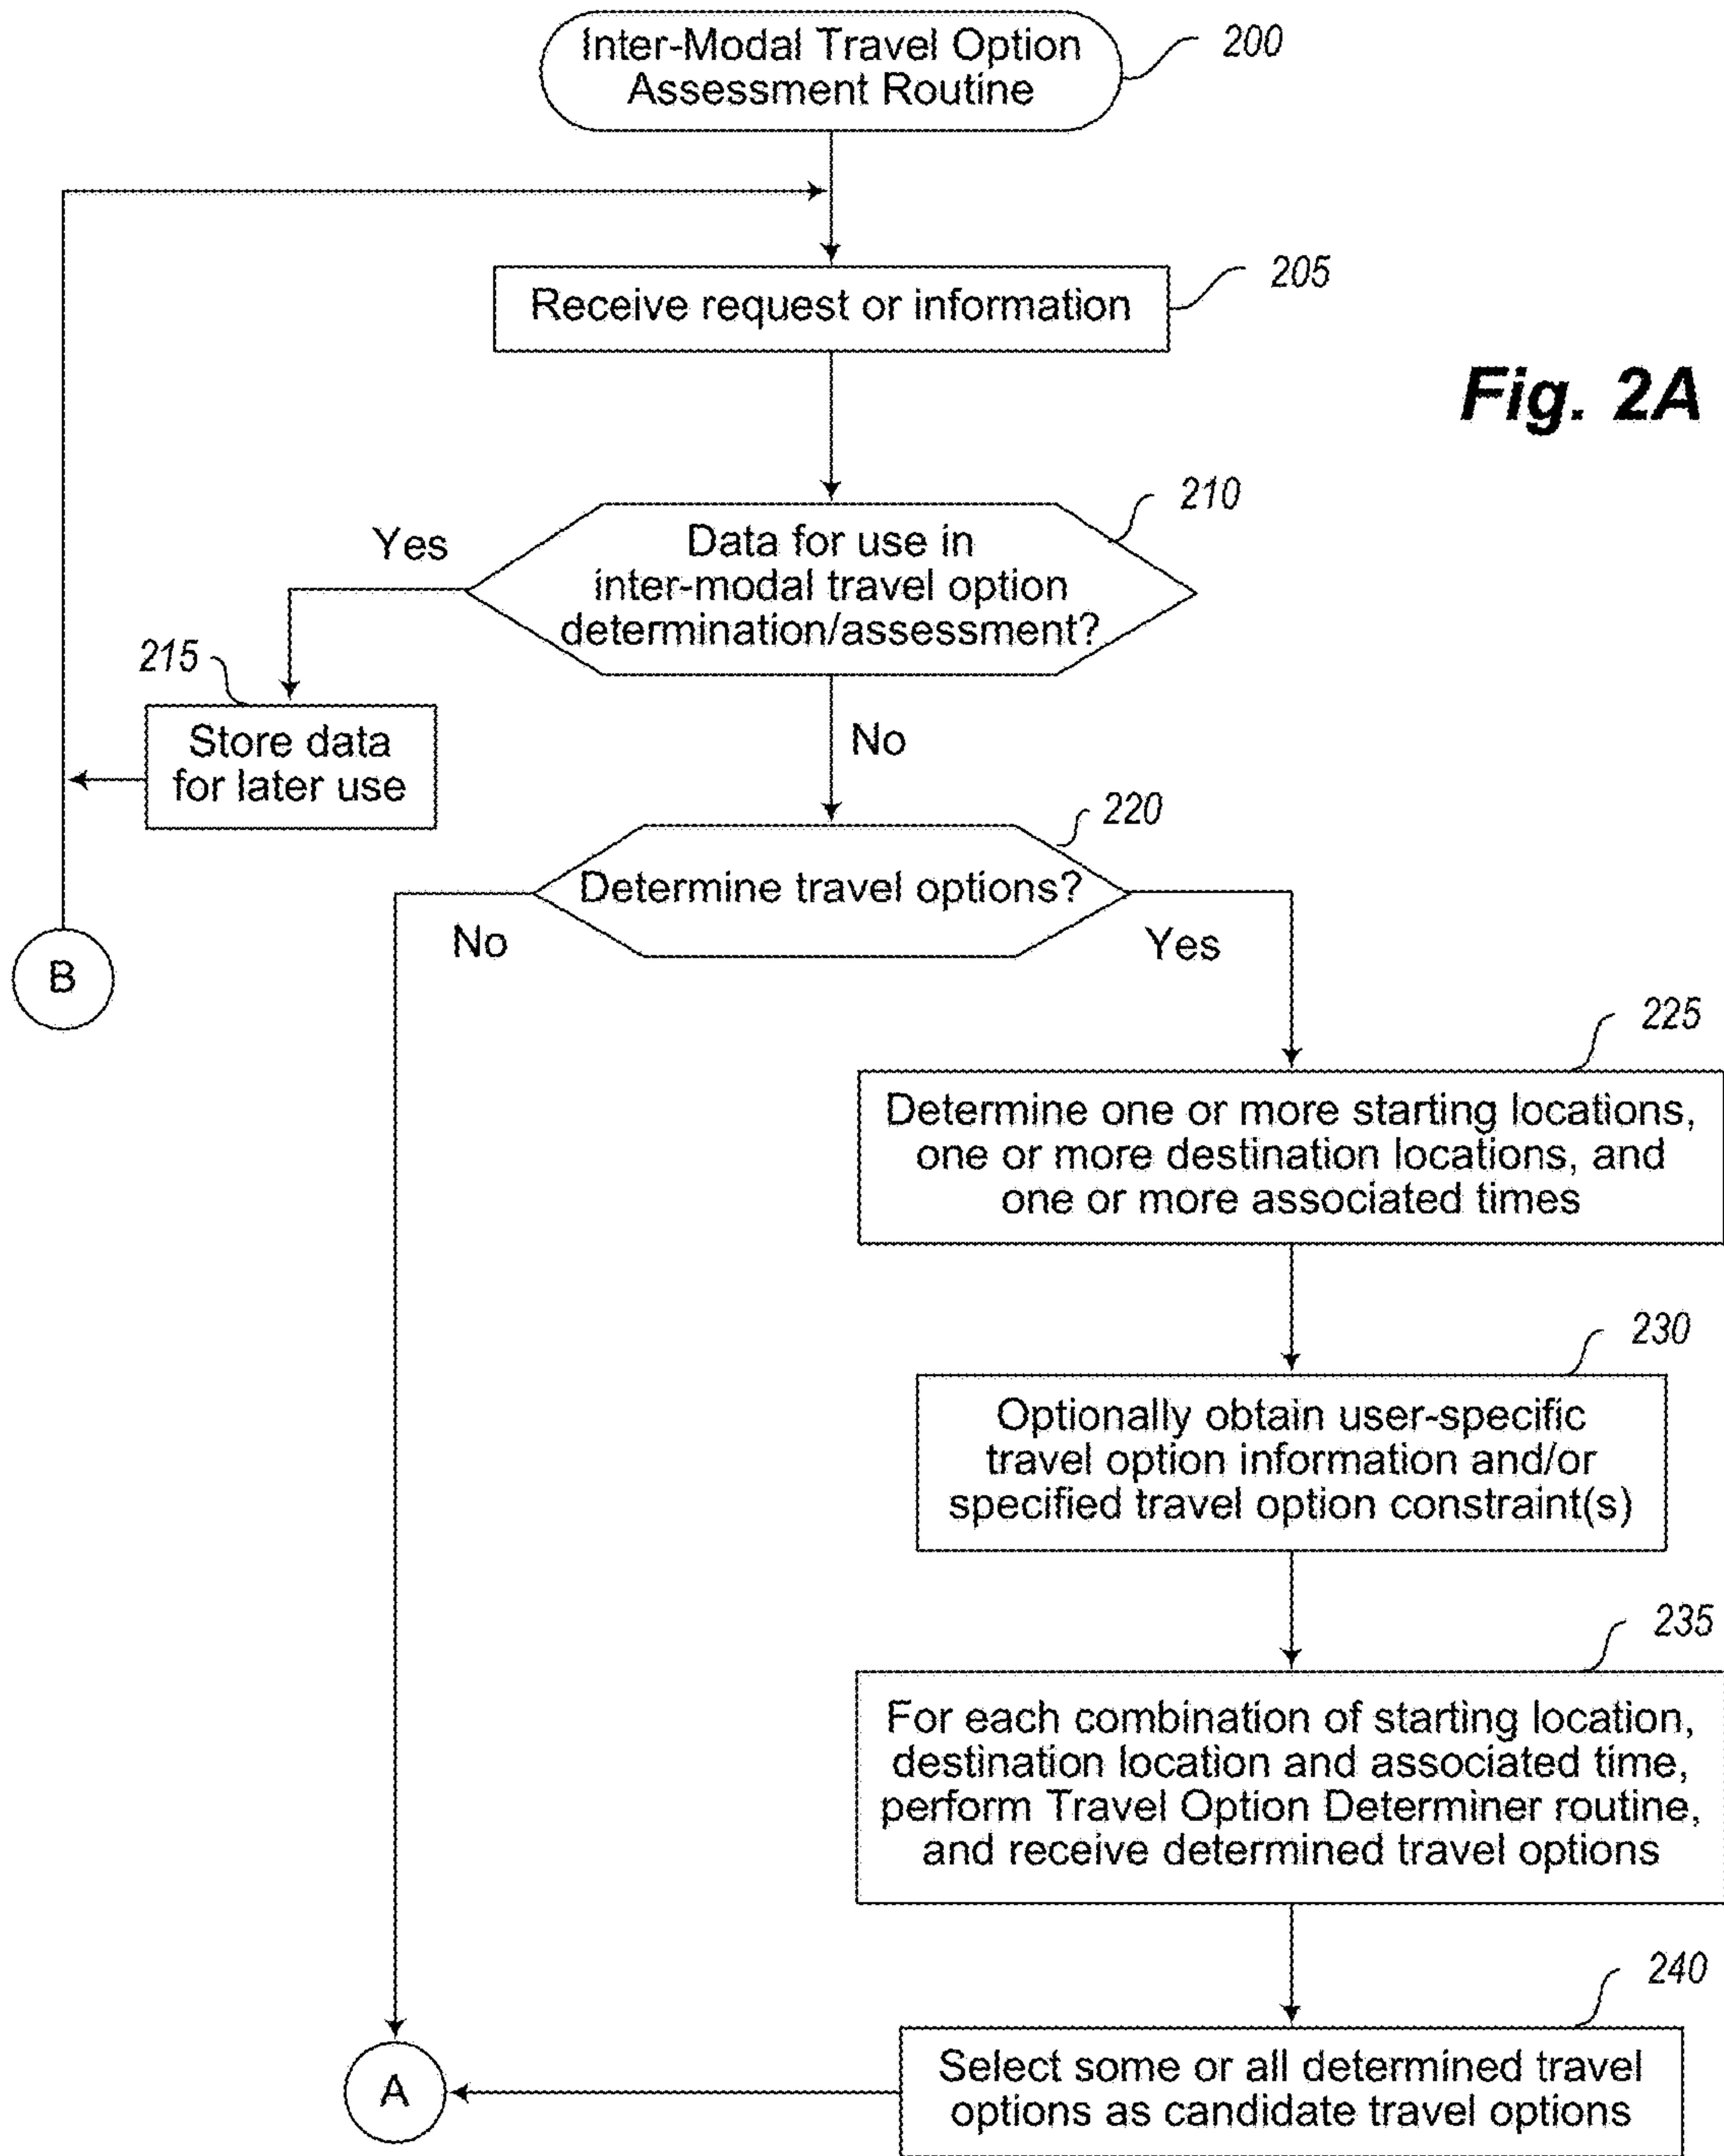 Inter-Modal Travel Option
Assessment Routine
200
Receive request or information
205
Fig. 2A
Data for use in
inter-modal travel option
determination/assessment?
210
Yes
No
215
Store data
for later use
220
Determine travel options?
No
Yes
B
225
Determine one or more starting locations,
one or more destination locations, and
one or more associated times
230
Optionally obtain user-specific
travel option information and/or
specified travel option constraint(s)
235
For each combination of starting location,
destination location and associated time,
perform Travel Option Determiner routine,
and receive determined travel options
240
Select some or all determined travel
options as candidate travel options
A